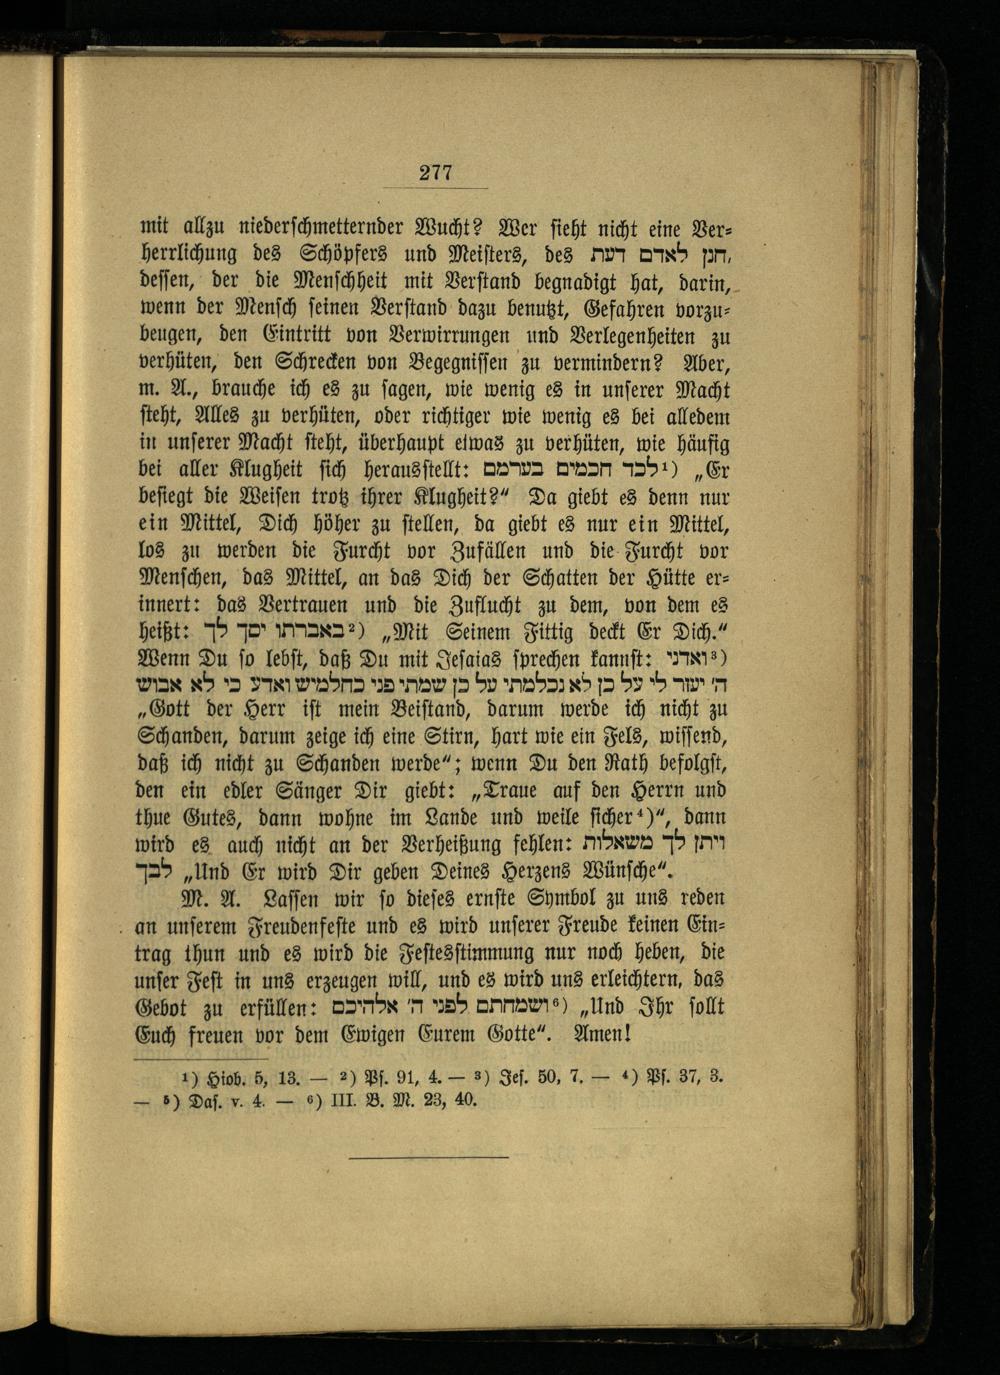 277
mit allzu niederschmetternder Wucht? Wer sieht nicht eine Ver-
herrlichung des Schöpfers und Meisters, des חנן לאדם דעת,
dessen, der die Menschheit mit Verstand begnadigt hat, darin,
wenn der Mensch seinen Verstand dazu benutzt, Gefahren vorzu-
beugen, den Eintritt von Verwirrungen und Verlegenheiten zu
verhüten, den Schrecken von Begegnissen zu vermindern? Aber,
m. A., brauche ich es zu sagen, wie wenig es in unserer Macht
steht, Alles zu verhüten, oder richtiger wie wenig es bei alledem
in unserer Macht steht, überhaupt etwas zu verhüten, wie häufig
bei aller Klugheit sich herausstellt: לכד חכמים בערמם¹) „Er
besiegt die Weisen trotz ihrer Klugheit?“ Da giebt es denn nur
ein Mittel, Dich höher zu stellen, da giebt es nur ein Mittel,
los zu werden die Furcht vor Zufällen und die Furcht vor
Menschen, das Mittel, an das Dich der Schatten der Hütte er-
innert: das Vertrauen und die Zuflucht zu dem, von dem es
heißt: באברתו יסך לך²) „Mit Seinem Fittig deckt Er Dich.“
Wenn Du so lebst, daß Du mit Jesaias sprechen kannst: ואדני³)
ה' יעזר לי על כן לא נכלמתי על כן שמתי פני כחלמיש ואדע כי לא אבוש
„Gott der Herr ist mein Beistand, darum werde ich nicht zu
Schanden, darum zeige ich eine Stirn, hart wie ein Fels, wissend,
daß ich nicht zu Schanden werde“; wenn Du den Rath befolgst,
den ein edler Sänger Dir giebt: „Traue auf den Herrn und
thue Gutes, dann wohne im Lande und weile sicher⁴)“, dann
wird es auch nicht an der Verheißung fehlen: ויתן לך משאלות
לבך „Und Er wird Dir geben Deines Herzens Wünsche“.
M. A. Lassen wir so dieses ernste Symbol zu uns reden
an unserem Freudenfeste und es wird unserer Freude keinen Ein-
trag thun und es wird die Festesstimmung nur noch heben, die
unser Fest in uns erzeugen will, und es wird uns erleichtern, das
Gebot zu erfüllen: ושמחתם לפני ה' אלהיכם⁶) „Und Ihr sollt
Euch freuen vor dem Ewigen Eurem Gotte“. Amen!
¹) Hiob. 5, 13. — ²) Ps. 91, 4. — ³) Jes. 50, 7. — ⁴) Ps. 37, 3.
— ⁵) Das. v. 4. — ⁶) III. B. M. 23, 40.